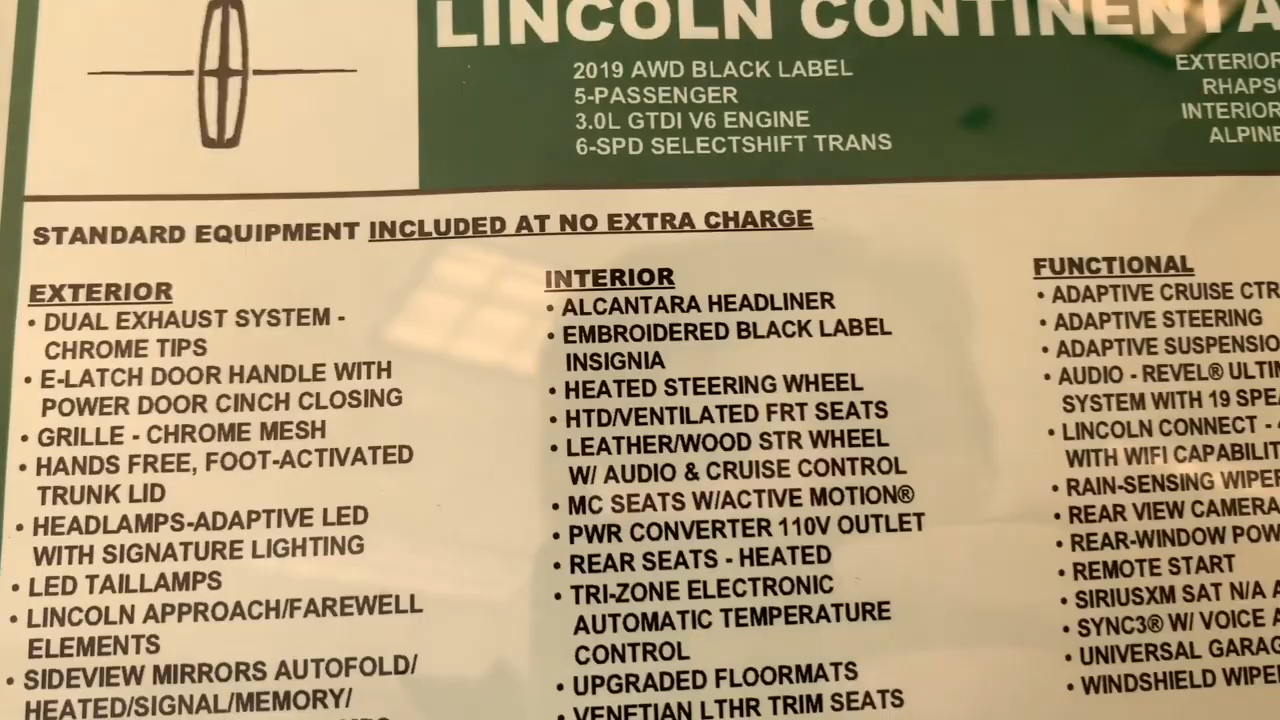 LINCOLN CONTINENTA
2019 AWD BLACK LABEL
5-PASSENGER
3.0L GTDI V6 ENGINE
6-SPD SELECTSHIFT TRANS
EXTERIOR
RHAPS
INTERIOR
ALPINE
STANDARD EQUIPMENT INCLUDED AT NO EXTRA CHARGE
EXTERIOR
• DUAL EXHAUST SYSTEM -
CHROME TIPS
• E-LATCH DOOR HANDLE WITH
POWER DOOR CINCH CLOSING
• GRILLE - CHROME MESH
• HANDS FREE, FOOT-ACTIVATED
TRUNK LID
• HEADLAMPS-ADAPTIVE LED
WITH SIGNATURE LIGHTING
• LED TAILLAMPS
• LINCOLN APPROACH/FAREWELL
ELEMENTS
• SIDEVIEW MIRRORS AUTOFOLD/
HEATED/SIGNAL/MEMORY/
INTERIOR
• ALCANTARA HEADLINER
• EMBROIDERED BLACK LABEL
INSIGNIA
• HEATED STEERING WHEEL
• HTD/VENTILATED FRT SEATS
• LEATHER/WOOD STR WHEEL
W/ AUDIO & CRUISE CONTROL
• MC SEATS W/ACTIVE MOTION®
• PWR CONVERTER 110V OUTLET
• REAR SEATS - HEATED
• TRI-ZONE ELECTRONIC
AUTOMATIC TEMPERATURE
CONTROL
• UPGRADED FLOORMATS
• VENETIAN LTHR TRIM SEATS
FUNCTIONAL
• ADAPTIVE CRUISE CTR
• ADAPTIVE STEERING
• ADAPTIVE SUSPENSIO
• AUDIO - REVEL® ULTI
SYSTEM WITH 19 SPEA
• LINCOLN CONNECT -
WITH WIFI CAPABILIT
• RAIN-SENSING WIPER
• REAR VIEW CAMERA
• REAR-WINDOW POW
• REMOTE START
• SIRIUSXM SAT N/A A
• SYNC3® W/ VOICE A
• UNIVERSAL GARAG
• WINDSHIELD WIPE